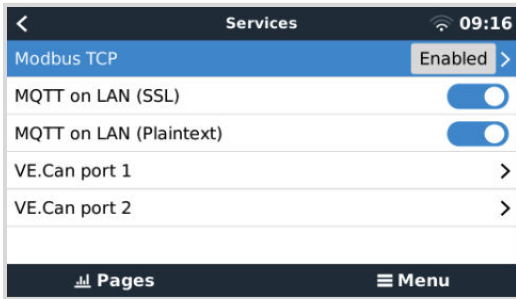 Services 09:16
Modbus TCP Enabled
MQTT on LAN (SSL)
MQTT on LAN (Plaintext)
VE.Can port 1
VE.Can port 2
Pages Menu